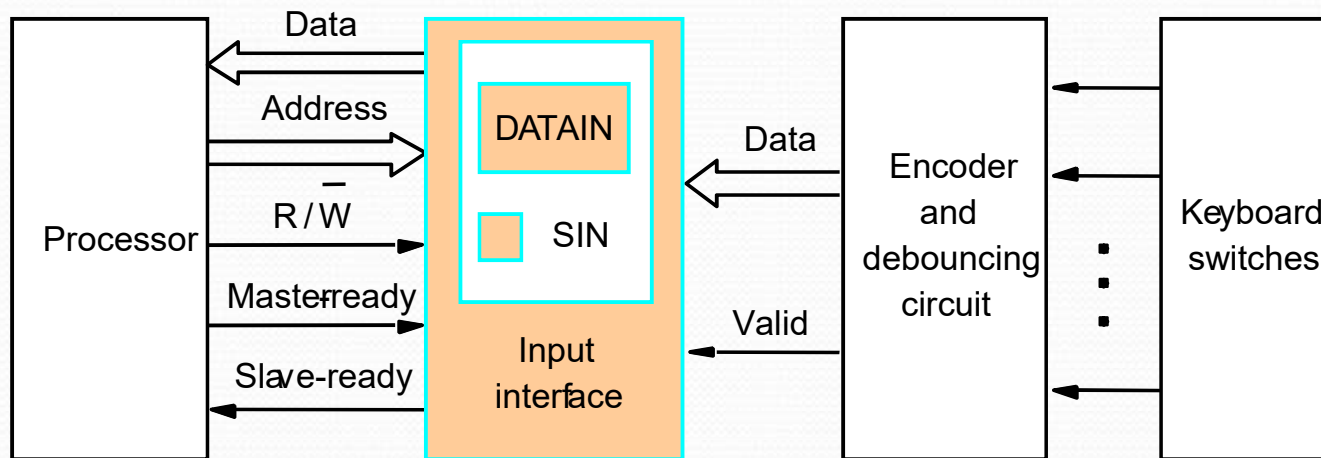 Data
Address
R / W̅
Processor
Master-ready
Slave-ready
DATAIN
SIN
Input
interface
Data
Valid
Encoder
and
debouncing
circuit
Keyboard
switches